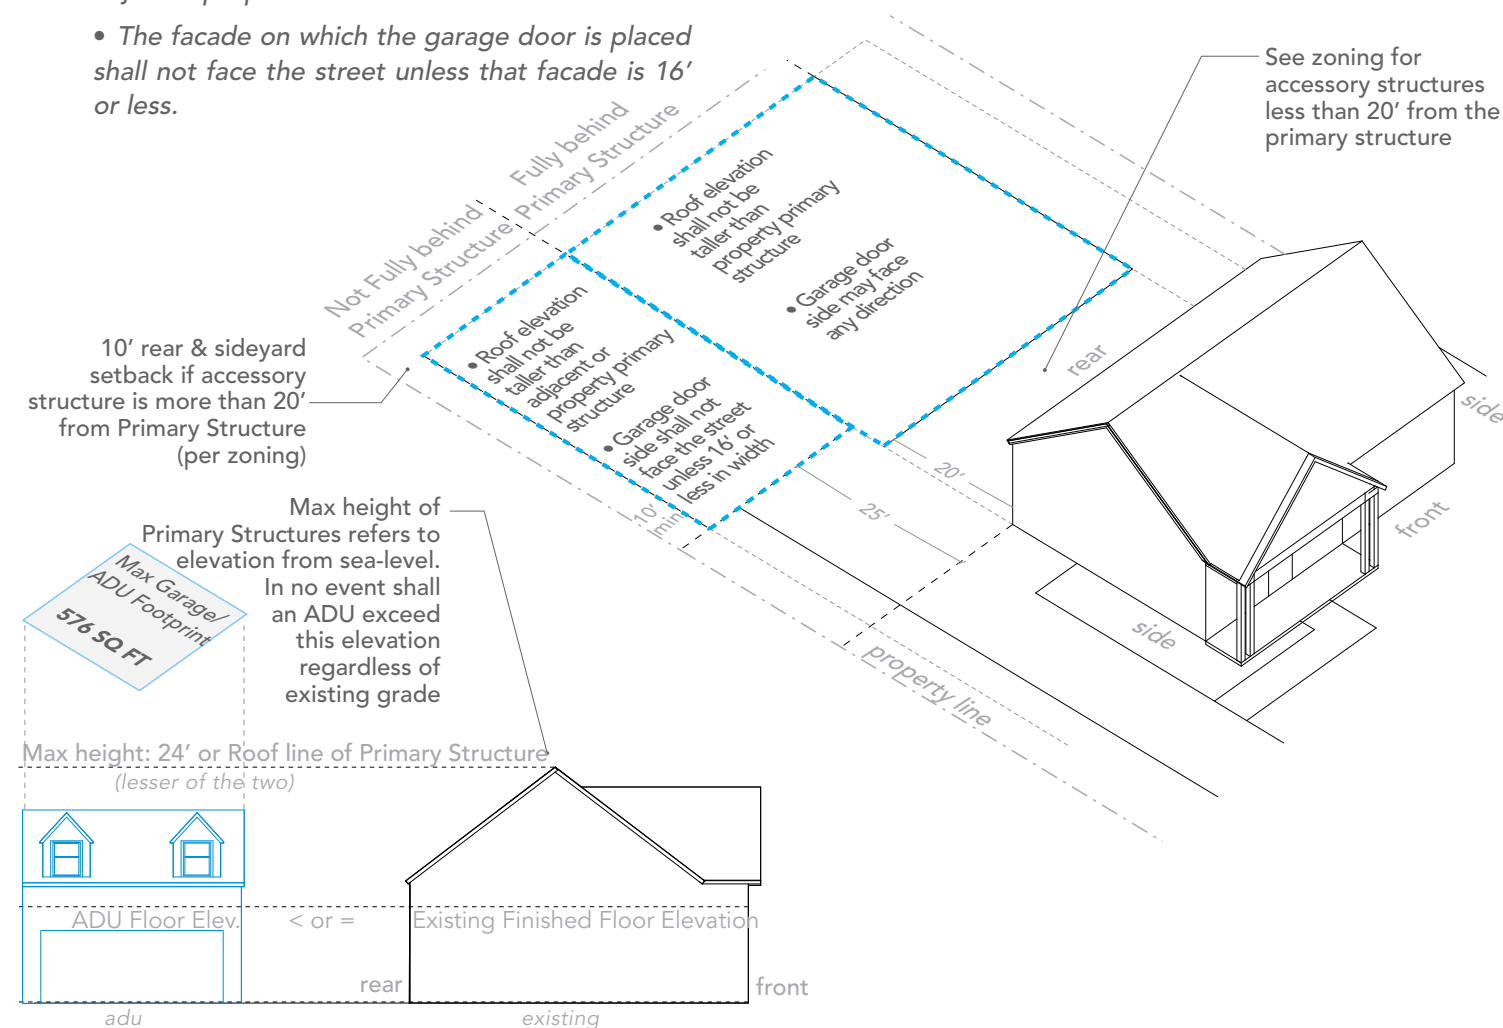 • The facade on which the garage door is placed
shall not face the street unless that facade is 16'
or less.
See zoning for
accessory structures
less than 20' from the
primary structure
Fully behind
Primary Structure
Not Fully behind
Primary Structure
• Roof elevation
shall not be
taller than
property primary
structure
• Garage door
side may face
any direction
• Roof elevation
shall not be
taller than
adjacent or
property primary
structure
• Garage door
side shall not
face the street
unless 16' or
less in width
10' rear & sideyard
setback if accessory
structure is more than 20'
from Primary Structure
(per zoning)
rear
side
20'
25'
10'
min
front
side
property line
Max height of
Primary Structures refers to
elevation from sea-level.
In no event shall
an ADU exceed
this elevation
regardless of
existing grade
Max Garage/
ADU Footprint
576 SQ FT
Max height: 24' or Roof line of Primary Structure
(lesser of the two)
ADU Floor Elev. < or = Existing Finished Floor Elevation
rear
front
adu
existing